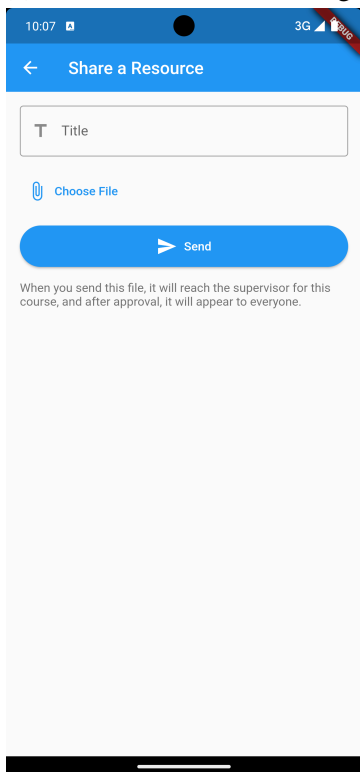 10:07
3G
DEBUG
Share a Resource
Title
Choose File
Send
When you send this file, it will reach the supervisor for this
course, and after approval, it will appear to everyone.